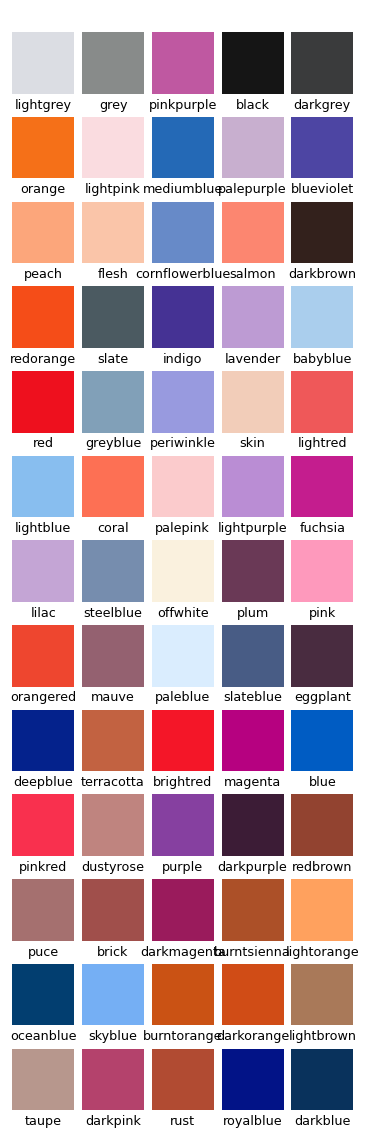 lightgrey grey pinkpurple black darkgrey
orange lightpink mediumblue palepurple blueviolet
peach flesh cornflowerblue salmon darkbrown
redorange slate indigo lavender babyblue
red greyblue periwinkle skin lightred
lightblue coral palepink lightpurple fuchsia
lilac steelblue offwhite plum pink
orangered mauve paleblue slateblue eggplant
deepblue terracotta brightred magenta blue
pinkred dustyrose purple darkpurple redbrown
puce brick darkmagenta burntsienna lightorange
oceanblue skyblue burntorange darkorange lightbrown
taupe darkpink rust royalblue darkblue